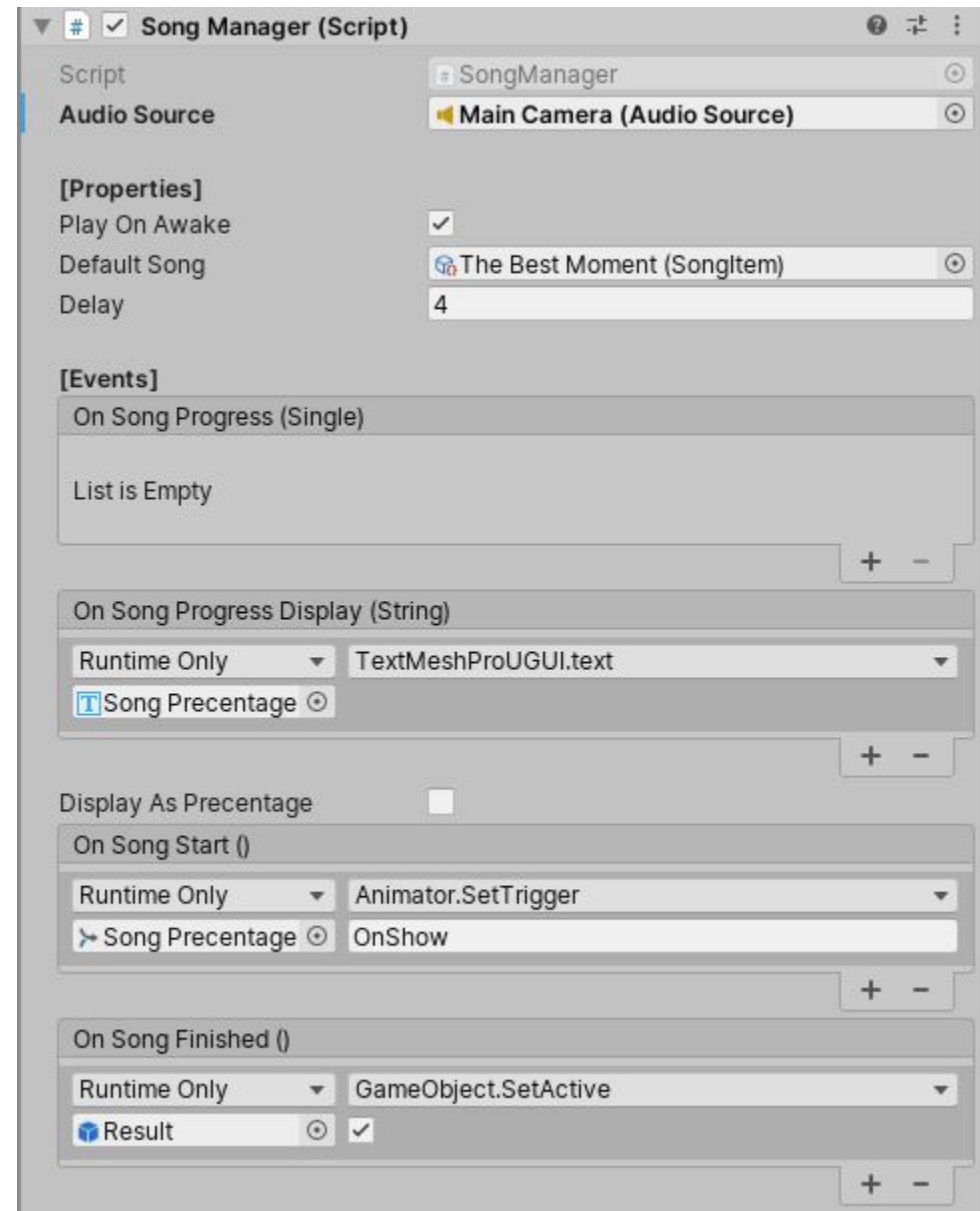 Song Manager (Script)
Script SongManager
Audio Source Main Camera (Audio Source)
[Properties]
Play On Awake
Default Song The Best Moment (SongItem)
Delay 4
[Events]
On Song Progress (Single)
List is Empty
+ −
On Song Progress Display (String)
Runtime Only TextMeshProUGUI.text
Song Precentage
+ −
Display As Precentage
On Song Start ()
Runtime Only Animator.SetTrigger
Song Precentage OnShow
+ −
On Song Finished ()
Runtime Only GameObject.SetActive
Result
+ −